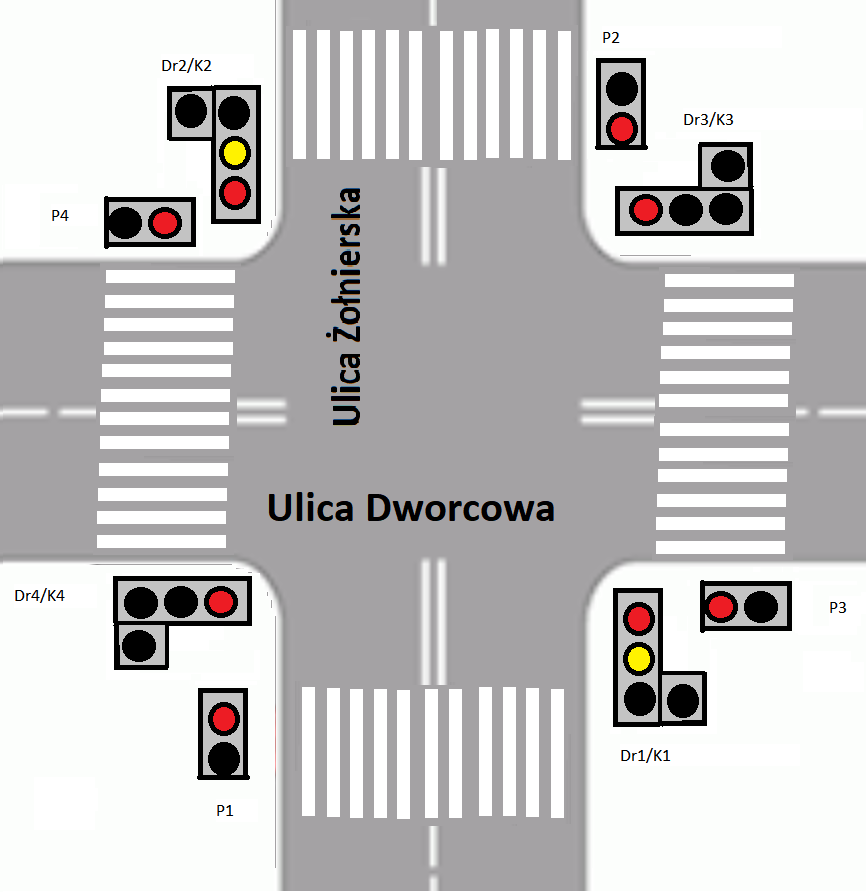 P2
Dr2/K2
Dr3/K3
P4
Ulica Żołnierska
Ulica Dworcowa
Dr4/K4
P3
Dr1/K1
P1